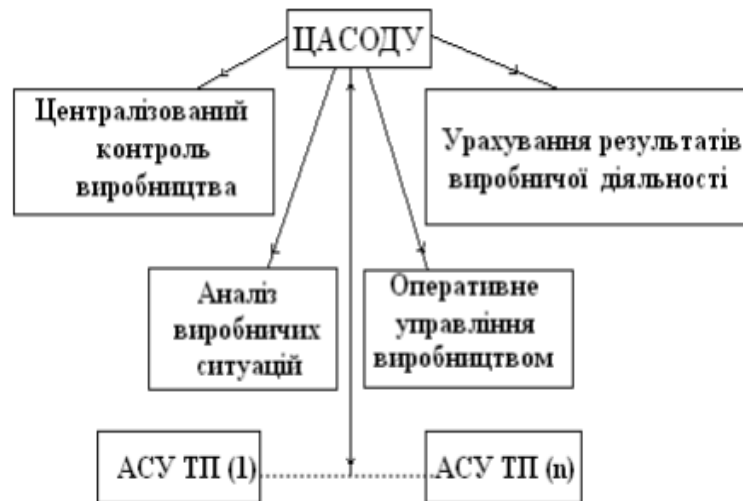 ЦАСОДУ
Централізований
контроль
виробництва
Урахування результатів
виробничої діяльності
Аналіз
виробничих
ситуацій
Оперативне
управління
виробництвом
АСУ ТП (1)
АСУ ТП (n)